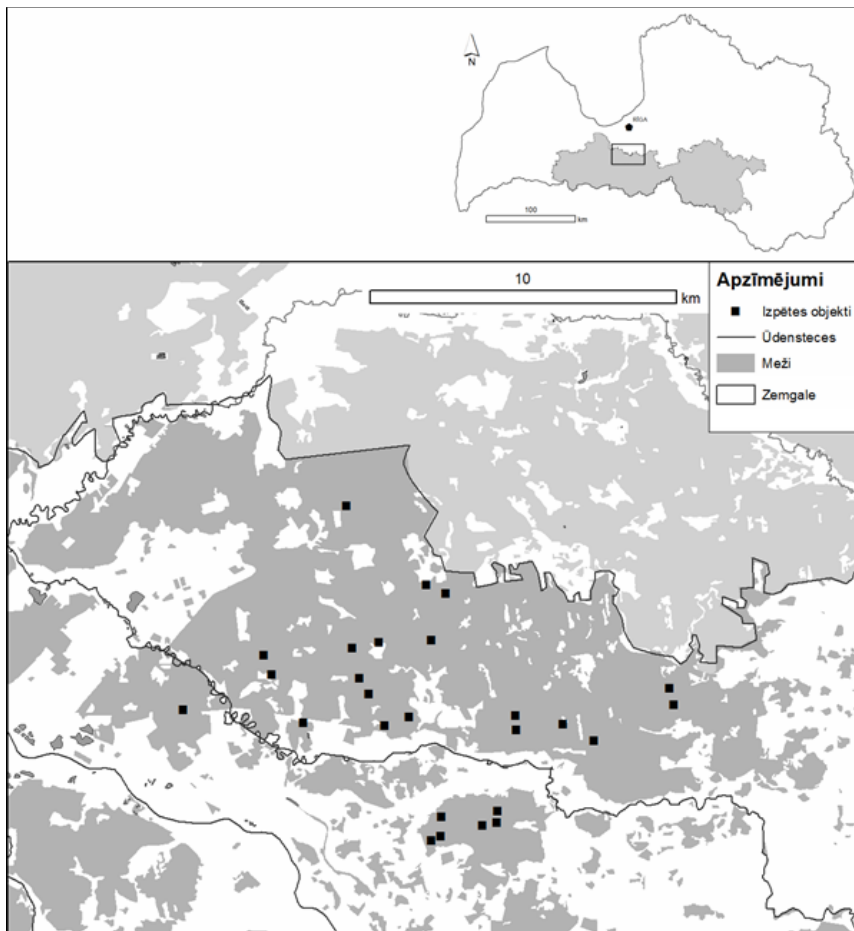 N
RĪGA
100
km
10
km
Apzīmējumi
Izpētes objekti
Ūdensteces
Meži
Zemgale